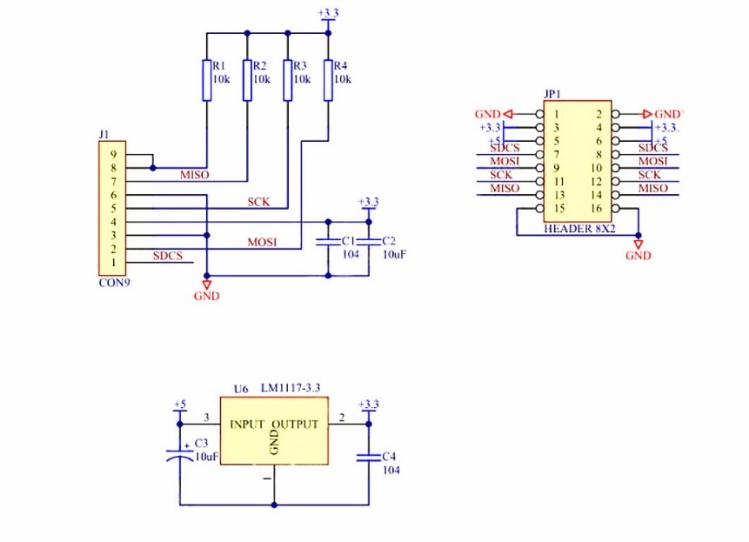 +3.3
R1 R2 R3 R4
10k 10k 10k 10k
J1
9
8
MISO
7
6
5 SCK
4 +3.3
3
2 MOSI
1 SDCS
CON9
GND
C1 C2
104 10uF
JP1
GND 1 2 GND
+3.3 3 4 +3.3
+5 5 6 +5
SDCS 7 8 SDCS
MOSI 9 10 MOSI
SCK 11 12 SCK
MISO 13 14 MISO
15 16
HEADER 8X2
GND
U6 LM1117-3.3
+5 +3.3
3 INPUT OUTPUT 2
GND
1
C3
+
10uF
C4
104